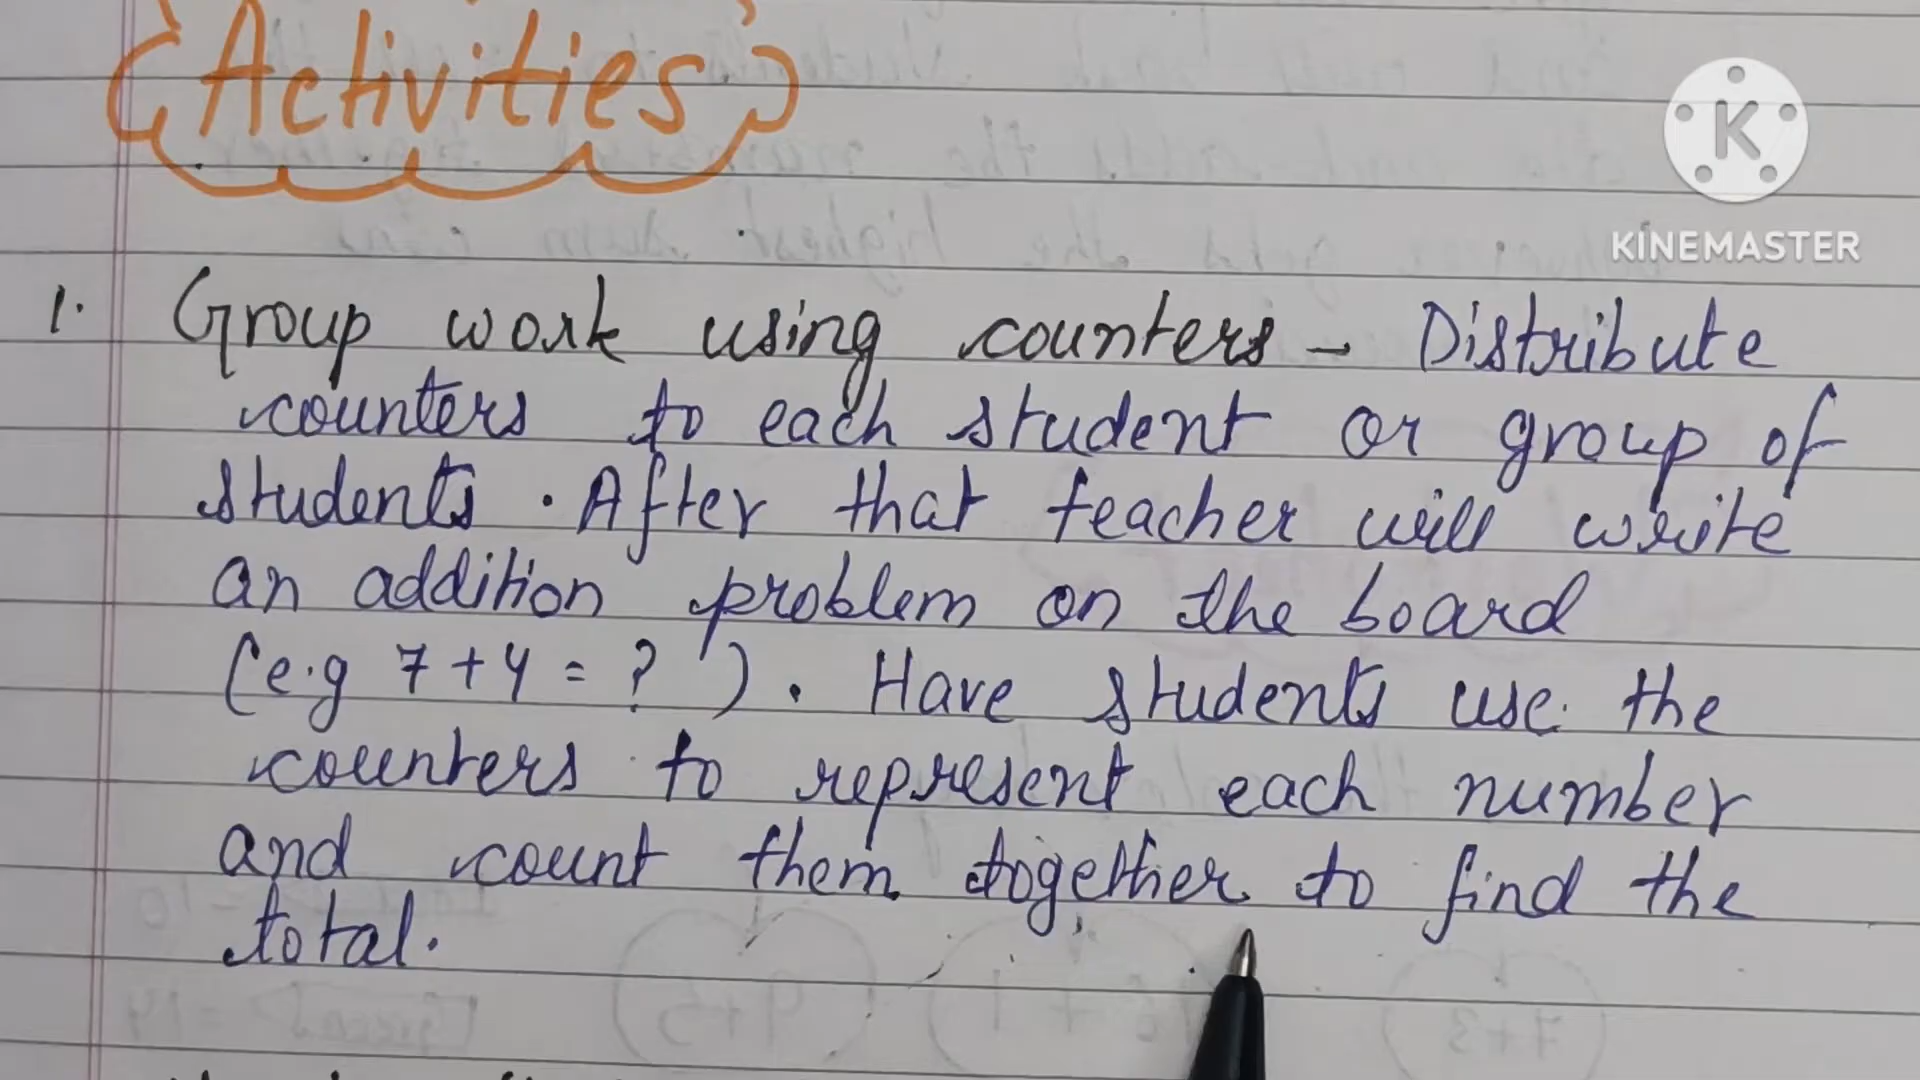 Activities
K
KINEMASTER
1. Group work using counters - Distribute
counters to each student or group of
students. After that teacher will write
an addition problem on the board
(e.g 7+4 = ?). Have students use the
counters to represent each number
and count them together to find the
total.